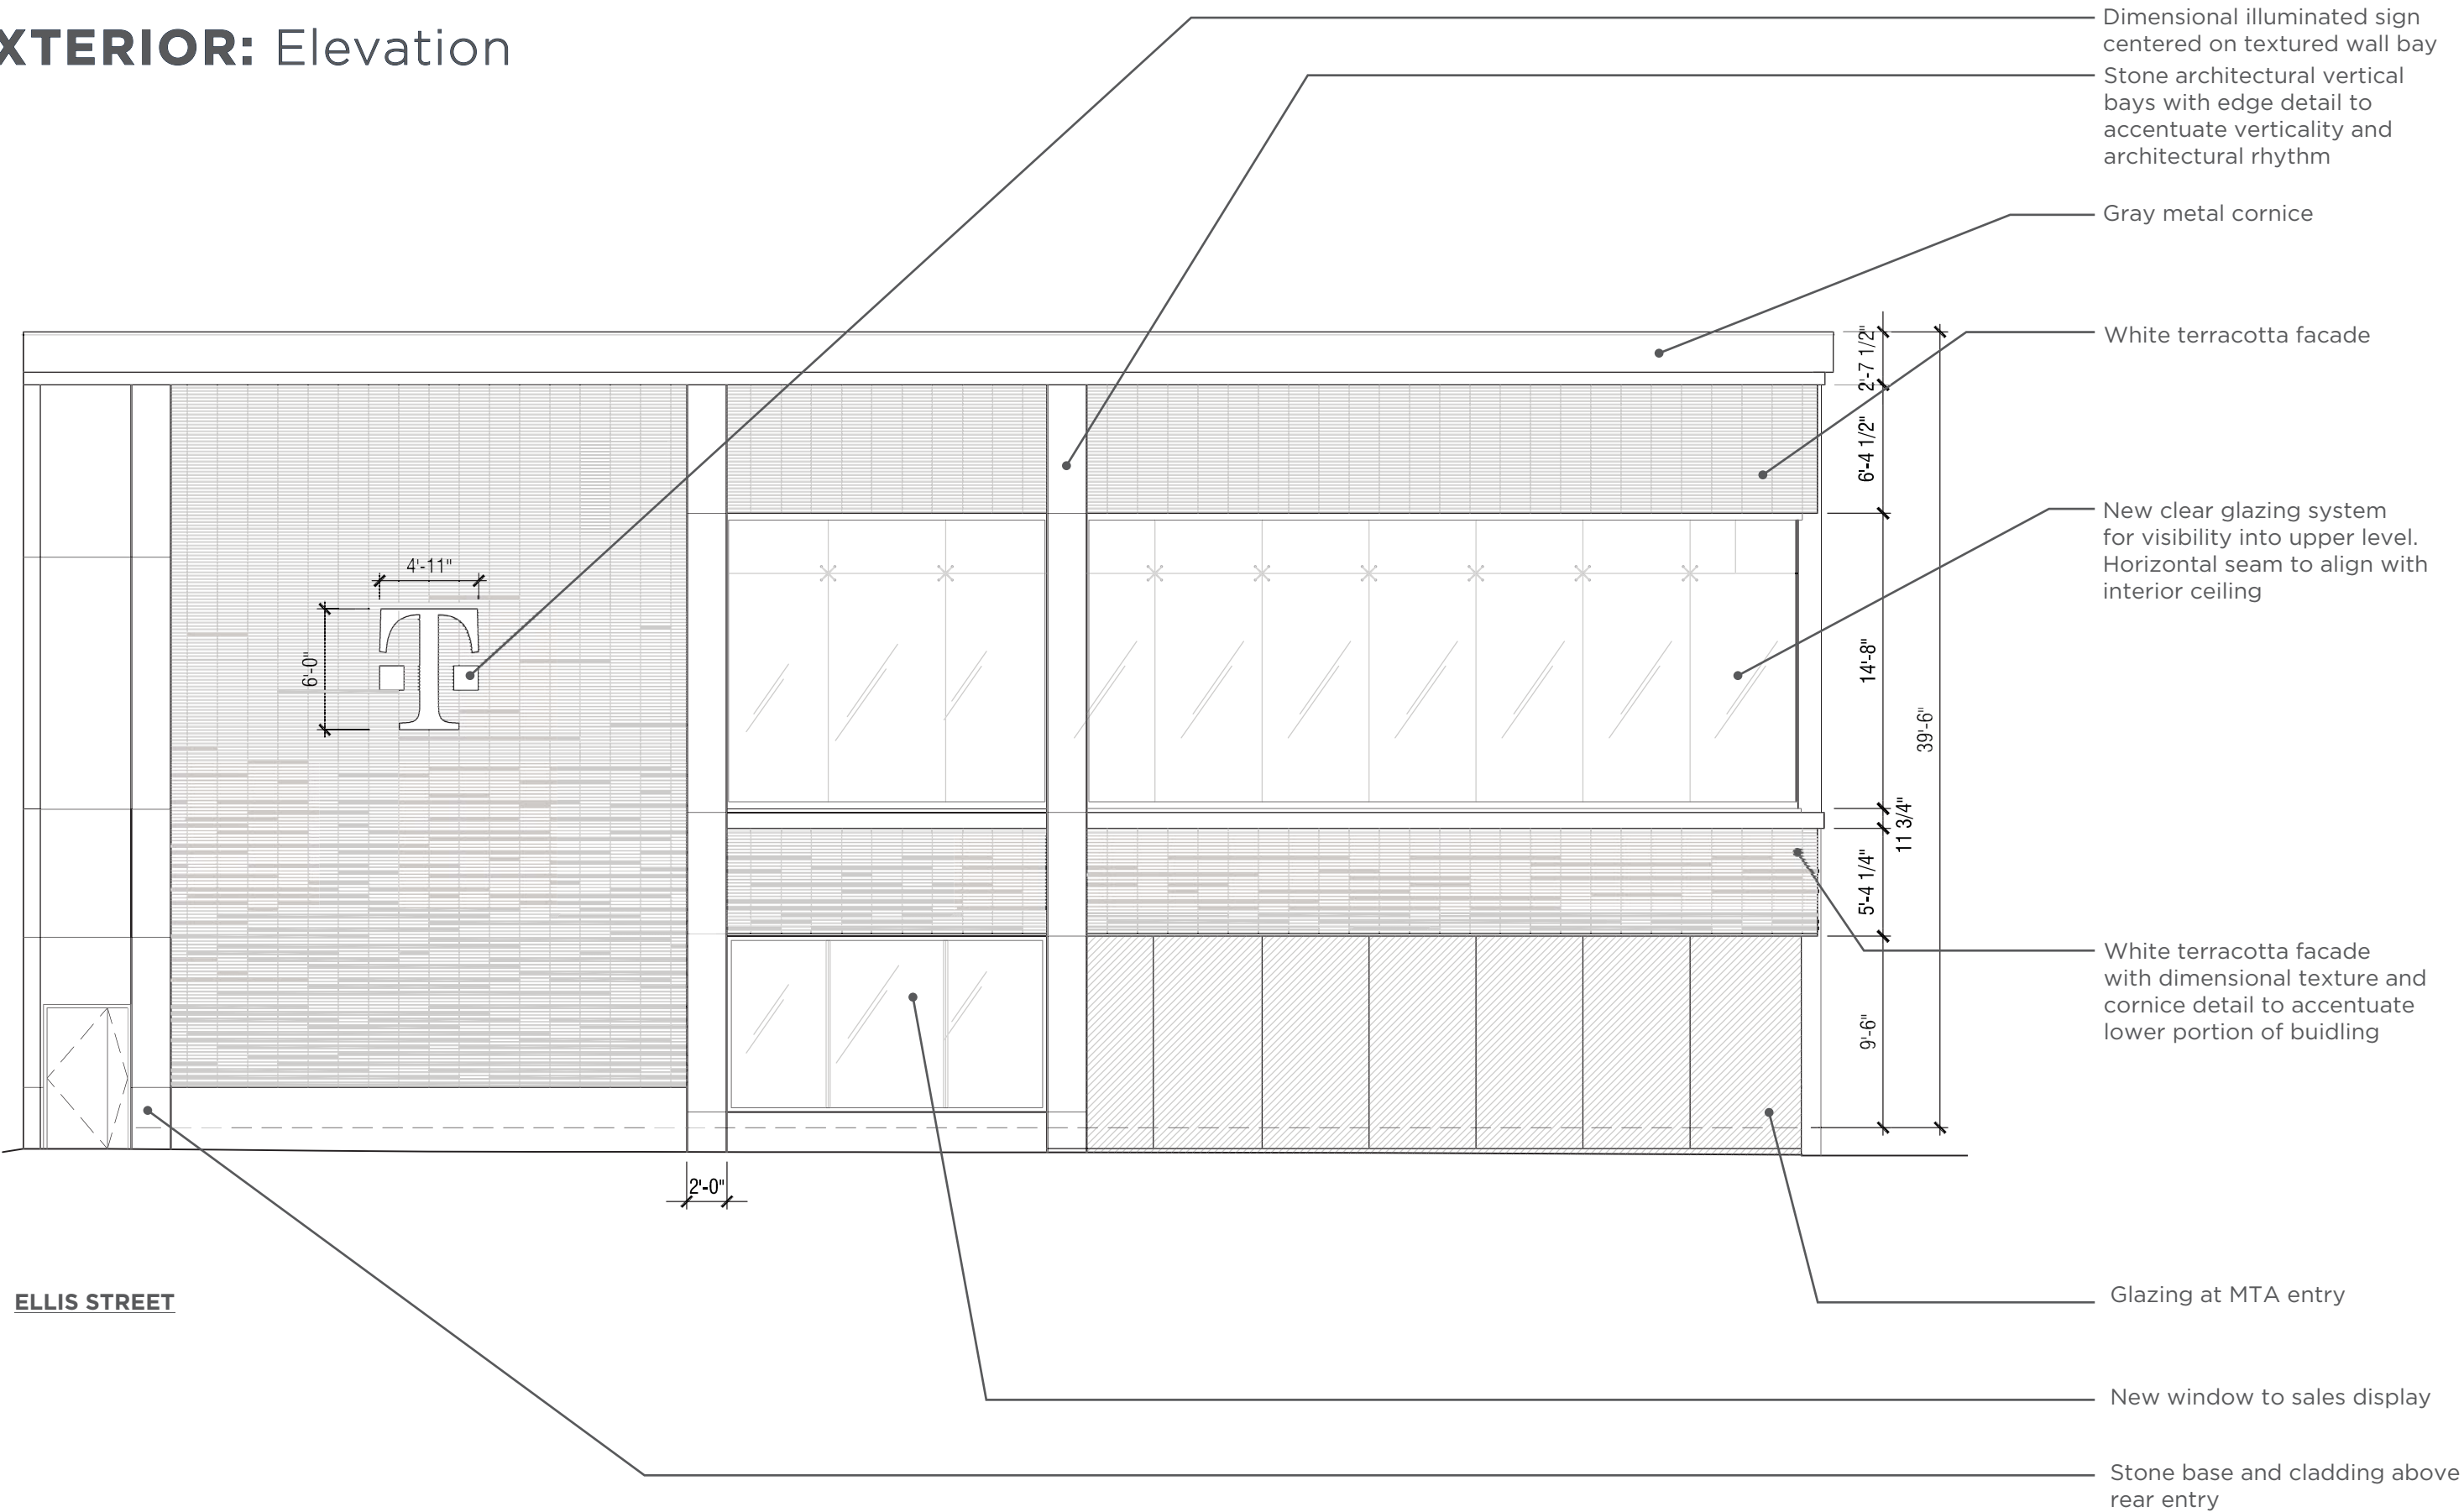 XTERIOR: Elevation
Dimensional illuminated sign
centered on textured wall bay
Stone architectural vertical
bays with edge detail to
accentuate verticality and
architectural rhythm
Gray metal cornice
White terracotta facade
2'-7 1/2"
6'-4 1/2"
New clear glazing system
for visibility into upper level.
Horizontal seam to align with
interior ceiling
4'-11"
6'-0"
T
14'-8"
39'-6"
11 3/4"
5'-4 1/4"
White terracotta facade
with dimensional texture and
cornice detail to accentuate
lower portion of buidling
9'-6"
2'-0"
ELLIS STREET
Glazing at MTA entry
New window to sales display
Stone base and cladding above
rear entry